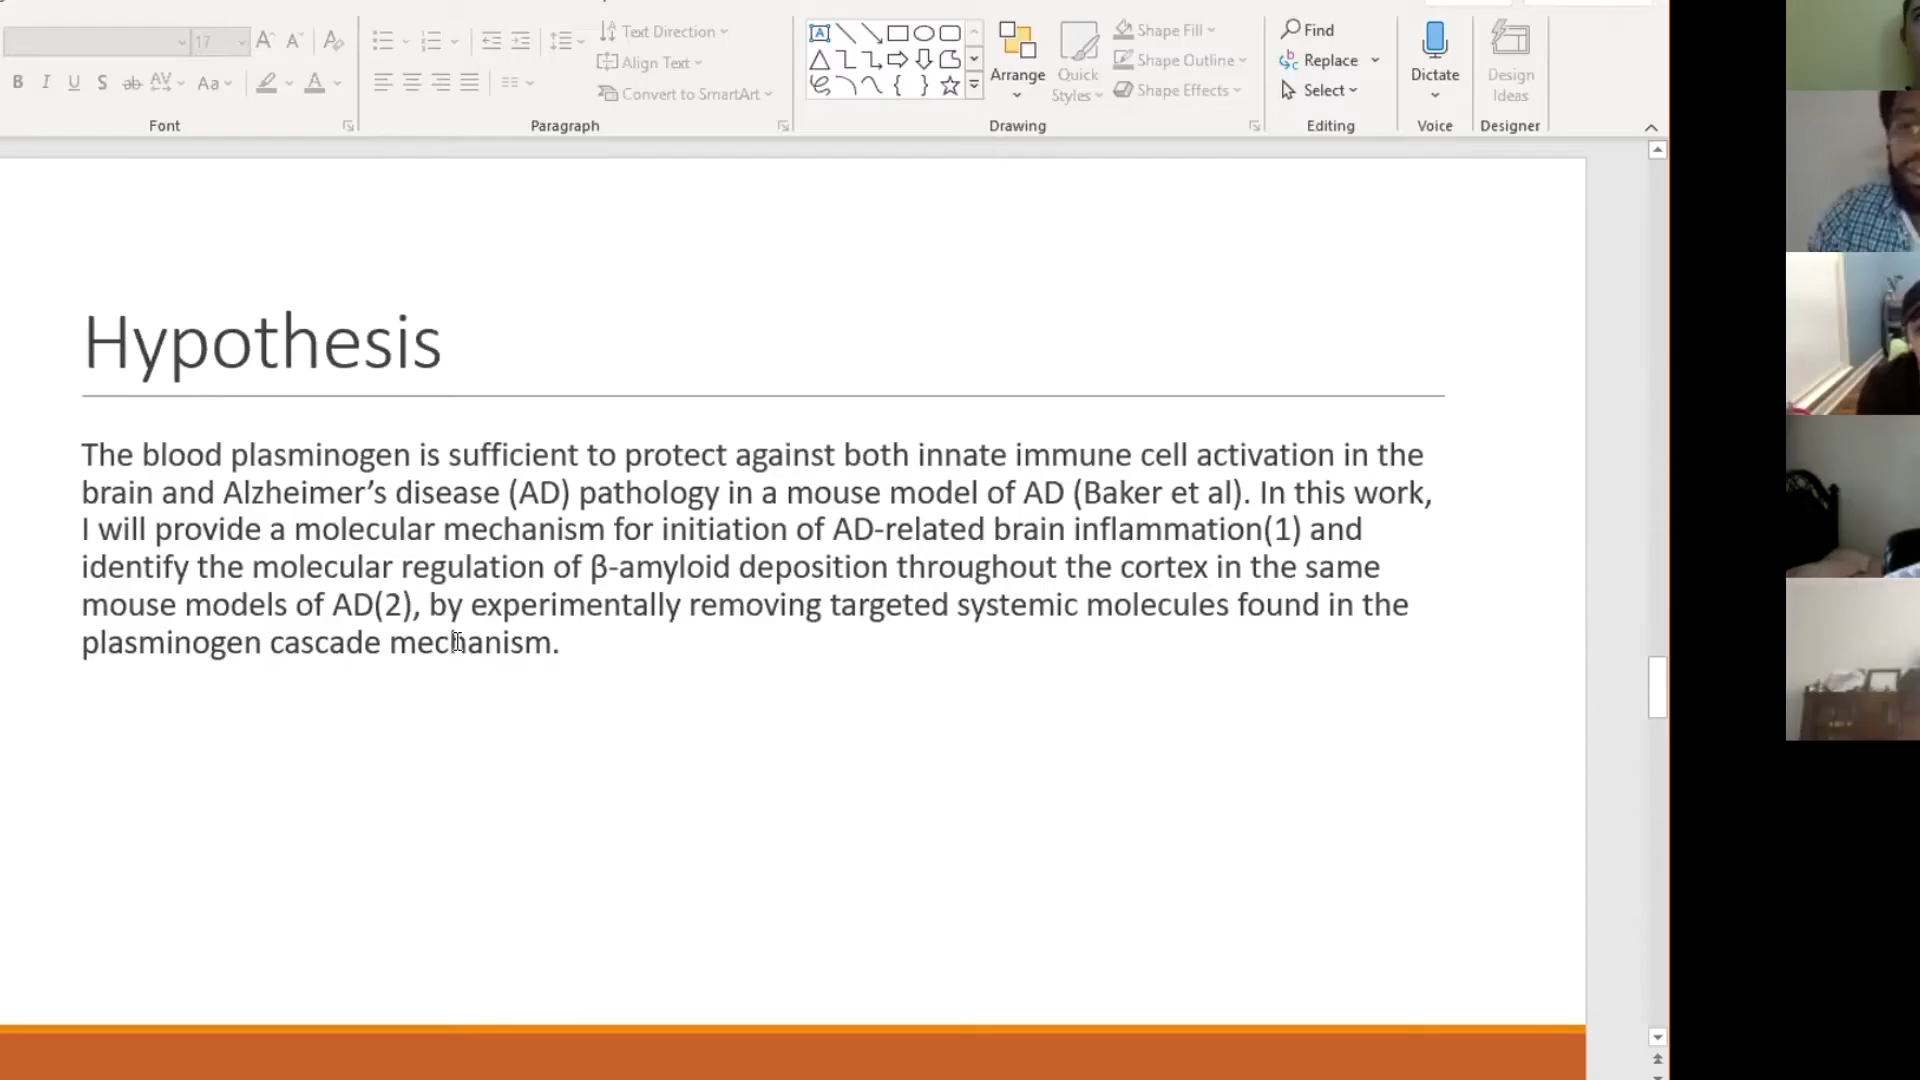 17
A A A
Text Direction
Align Text
Convert to SmartArt
B I U S ab AV Aa A
Font
Paragraph
Arrange
Quick
Styles
Shape Fill
Shape Outline
Shape Effects
Drawing
Find
Replace
Select
Editing
Dictate
Voice
Design
Ideas
Designer
Hypothesis
The blood plasminogen is sufficient to protect against both innate immune cell activation in the
brain and Alzheimer’s disease (AD) pathology in a mouse model of AD (Baker et al). In this work,
I will provide a molecular mechanism for initiation of AD-related brain inflammation(1) and
identify the molecular regulation of β-amyloid deposition throughout the cortex in the same
mouse models of AD(2), by experimentally removing targeted systemic molecules found in the
plasminogen cascade mechanism.